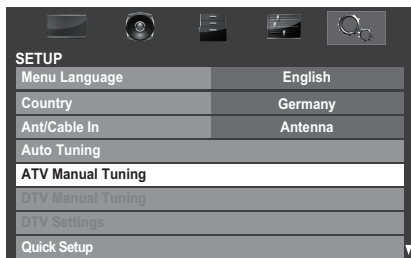 SETUP
Menu Language English
Country Germany
Ant/Cable In Antenna
Auto Tuning
ATV Manual Tuning
DTV Manual Tuning
DTV Settings
Quick Setup